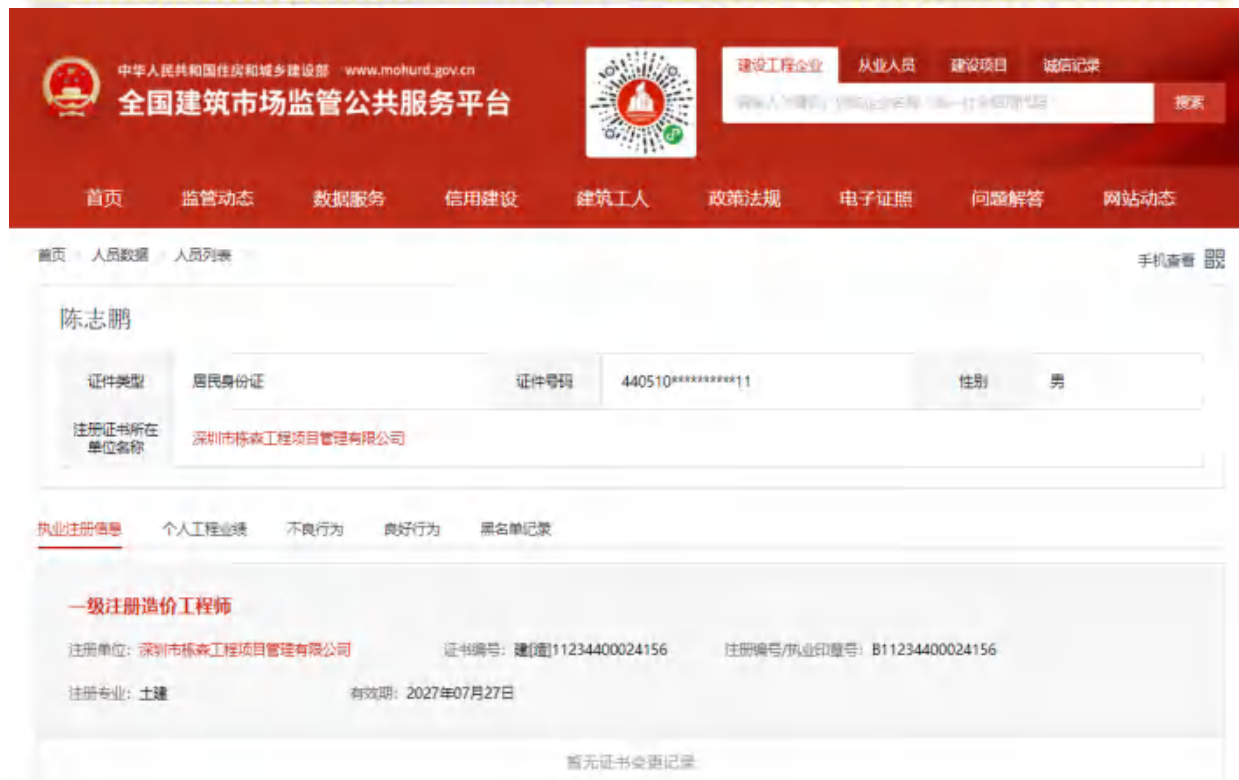 中华人民共和国住房和城乡建设部 www.mohurd.gov.cn
全国建筑市场监管公共服务平台
建设工程企业 从业人员 建设项目 诚信记录
搜索
首页 监管动态 数据服务 信用建设 建筑工人 政策法规 电子证照 问题解答 网站动态
首页 人员数据 人员列表
手机查看
陈志鹏
证件类型 居民身份证 证件号码 440510**********11 性别 男
注册证书所在
单位名称
深圳市栋森工程项目管理有限公司
执业注册信息 个人工程业绩 不良行为 良好行为 黑名单记录
一级注册造价工程师
注册单位：深圳市栋森工程项目管理有限公司 证书编号：建[造]11234400024156 注册编号/执业印章号：B11234400024156
注册专业：土建 有效期：2027年07月27日
暂无证书变更记录